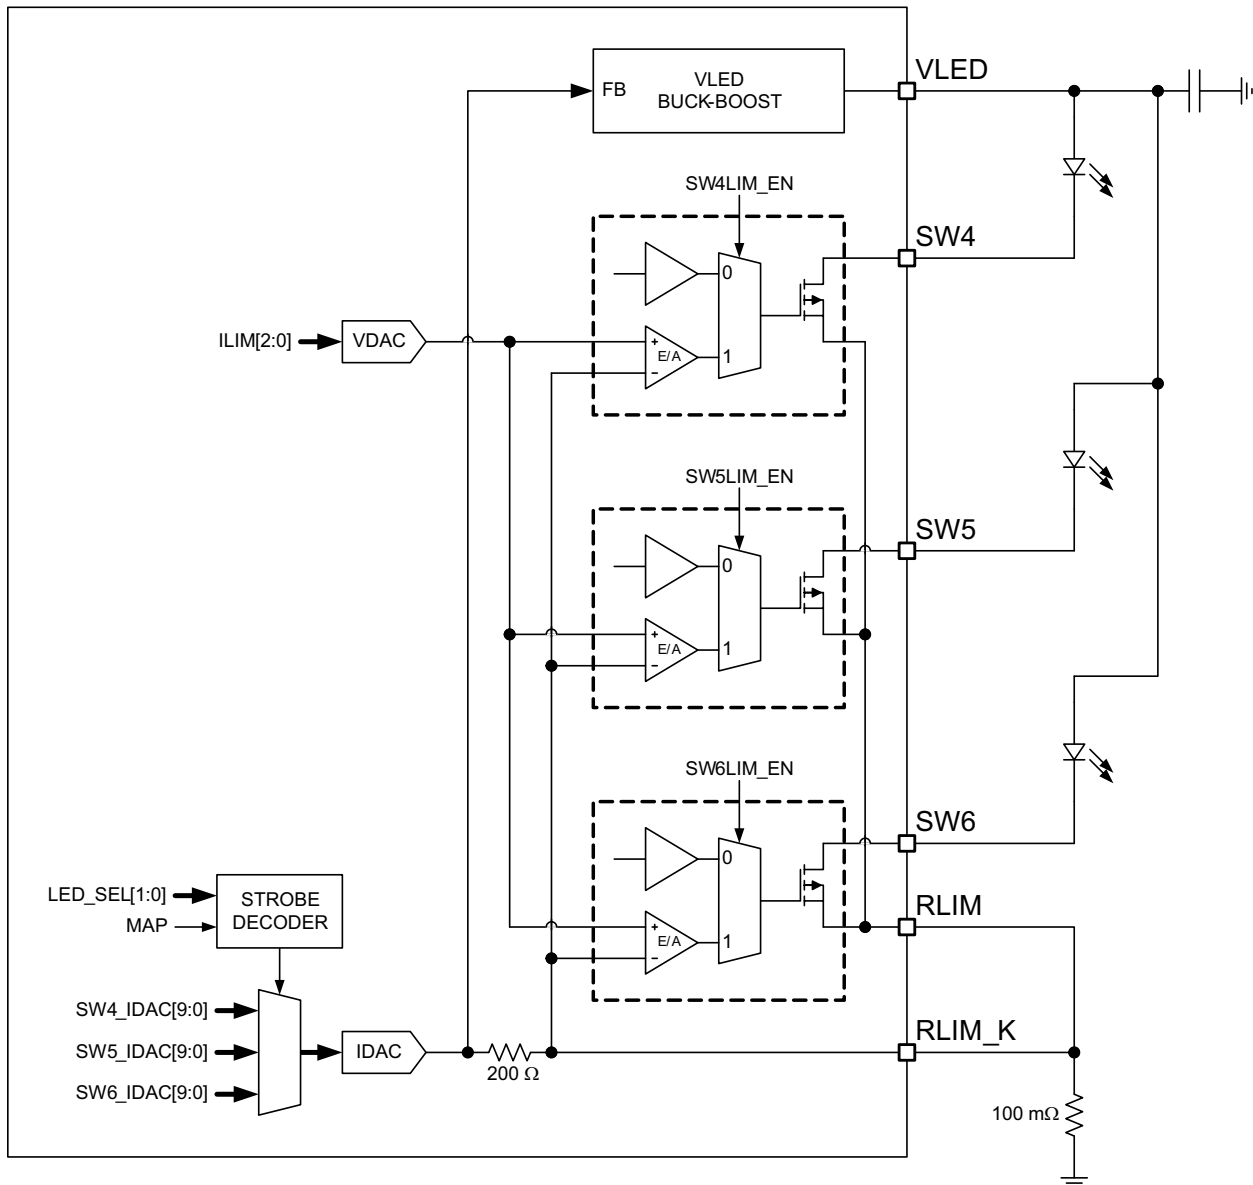 VLED
FB
VLED
BUCK-BOOST
SW4LIM_EN
SW4
0
ILIM[2:0]
VDAC
+
E/A
−
1
SW5LIM_EN
SW5
0
+
E/A
−
1
SW6LIM_EN
SW6
0
LED_SEL[1:0]
MAP
STROBE
DECODER
RLIM
+
E/A
−
1
SW4_IDAC[9:0]
SW5_IDAC[9:0]
SW6_IDAC[9:0]
IDAC
200 Ω
RLIM_K
100 mΩ